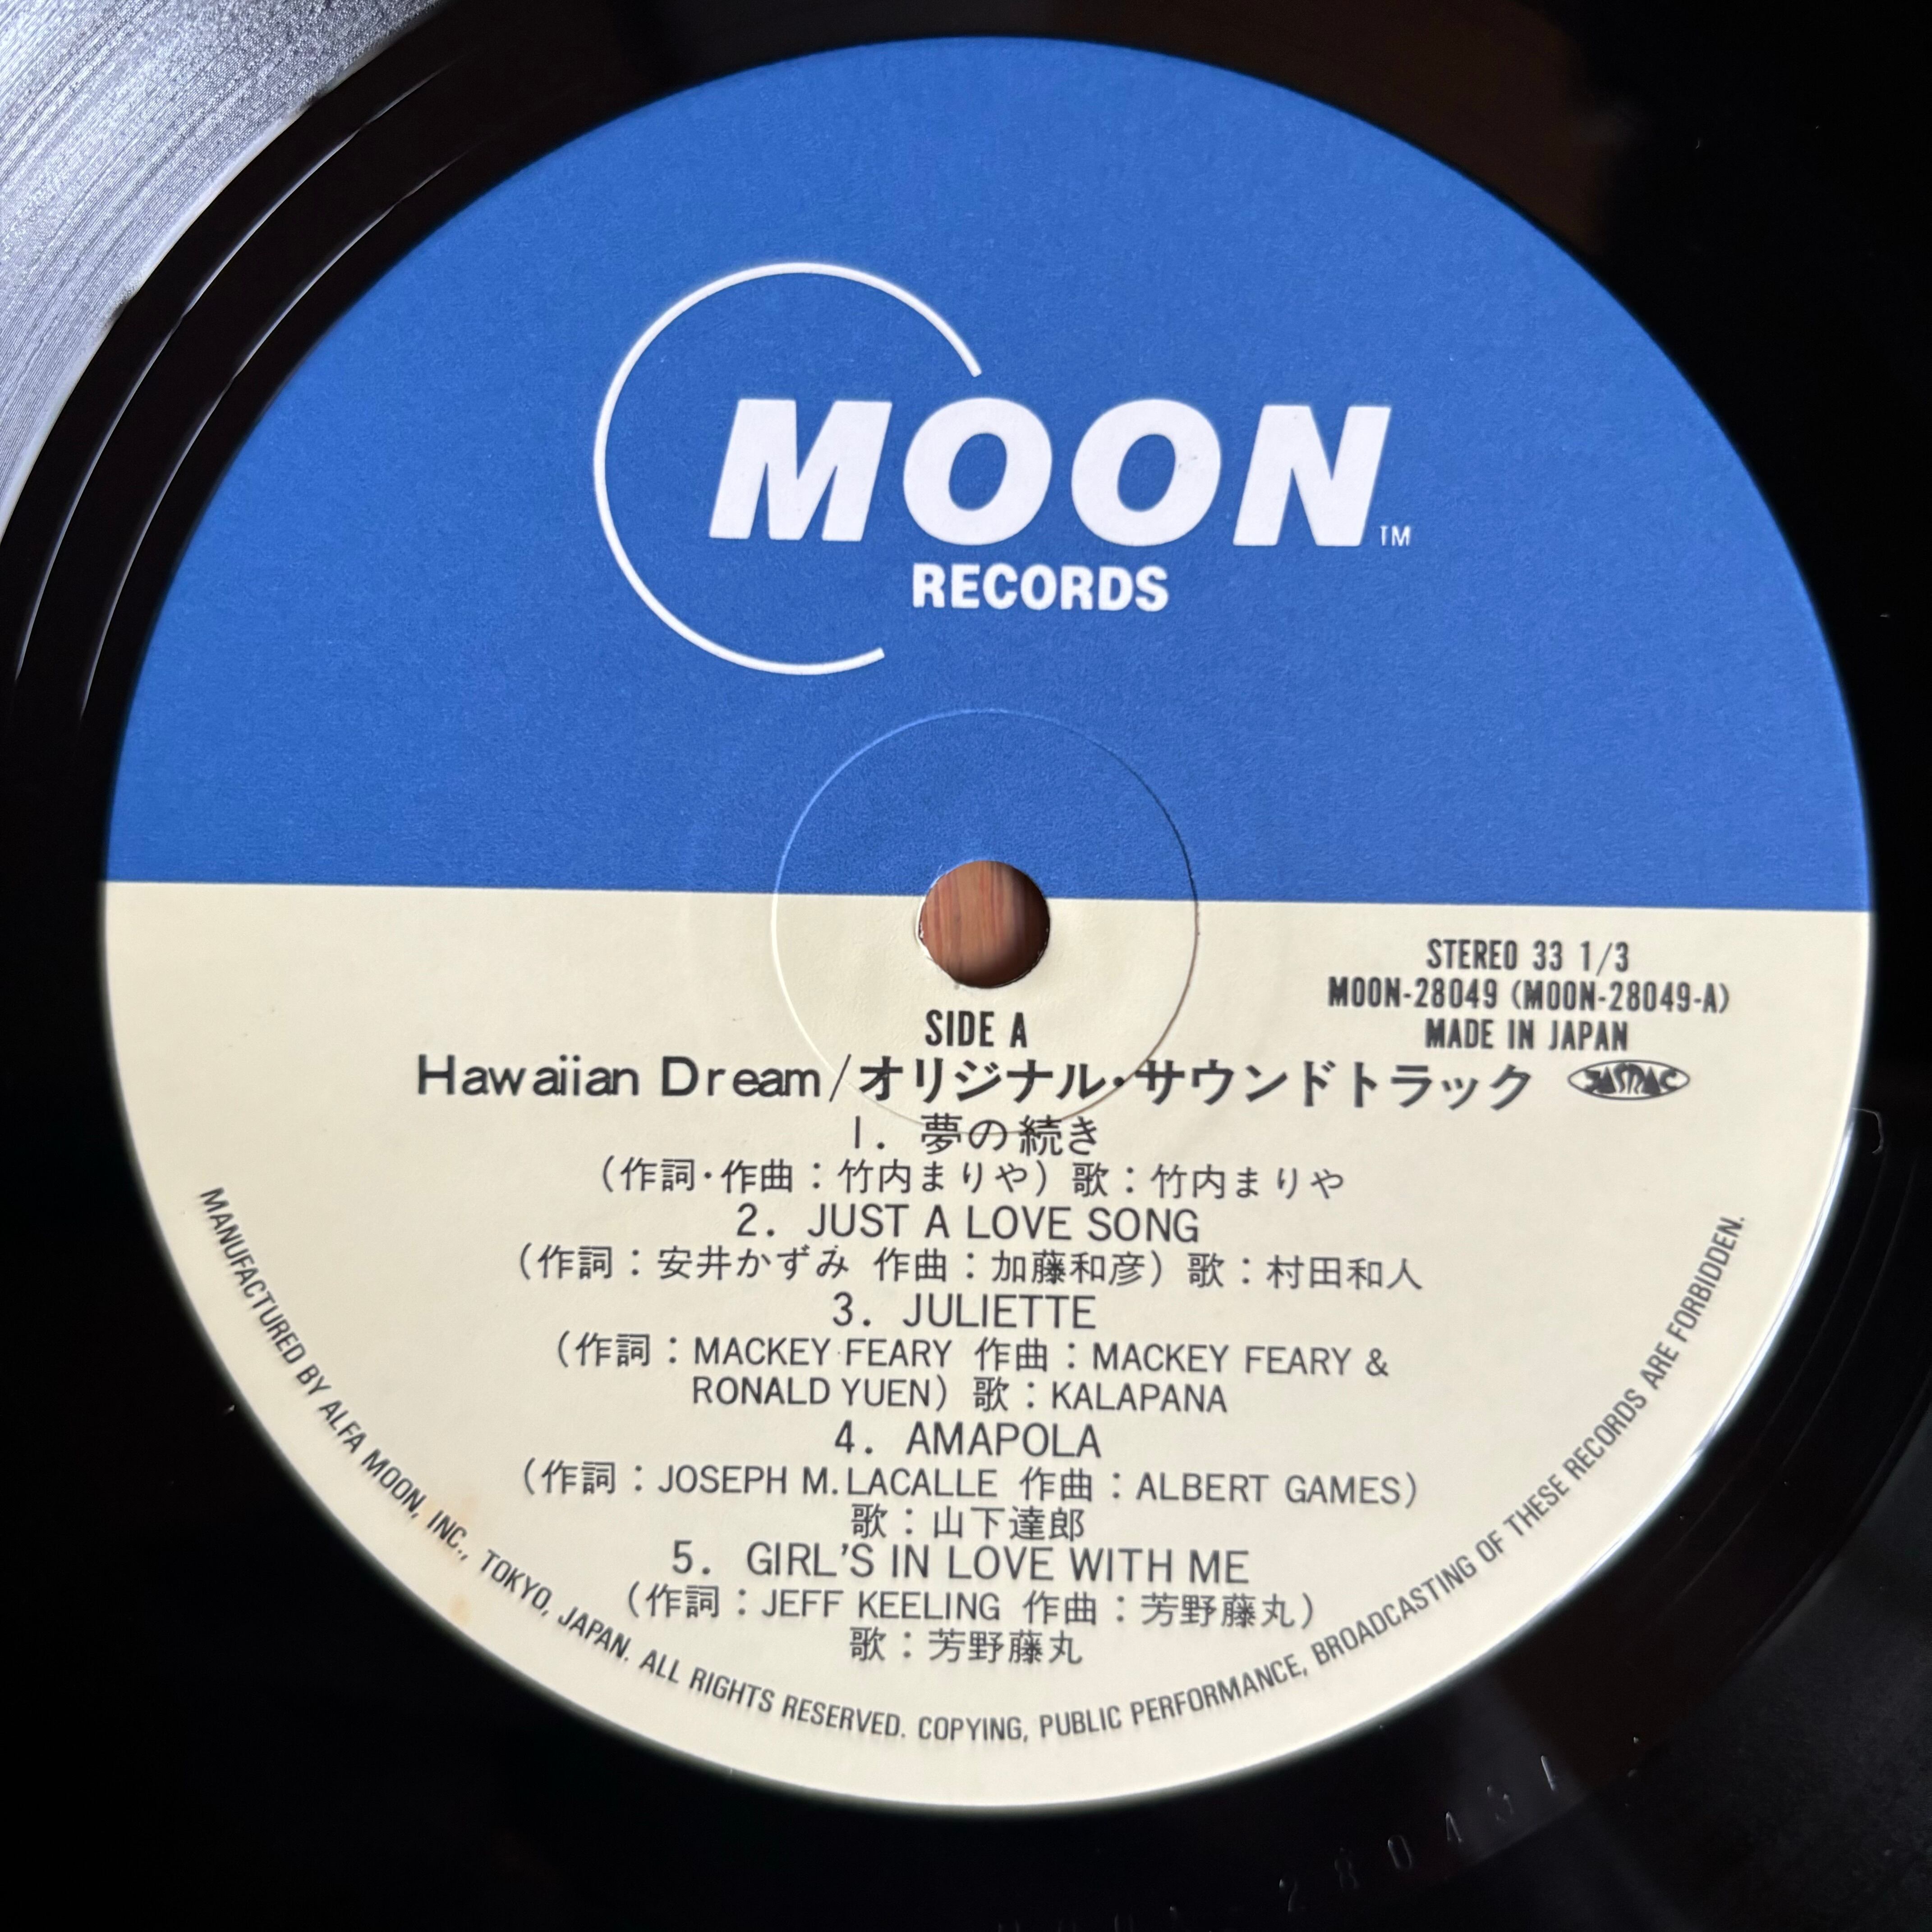 MOON™
RECORDS
STEREO 33 1/3
MOON-28049 (MOON-28049-A)
MADE IN JAPAN
JASRAC
SIDE A
Hawaiian Dream/オリジナル・サウンドトラック
1. 夢の続き
(作詞・作曲：竹内まりや) 歌：竹内まりや
2. JUST A LOVE SONG
(作詞：安井かずみ 作曲：加藤和彦) 歌：村田和人
3. JULIETTE
(作詞：MACKEY FEARY 作曲：MACKEY FEARY &
RONALD YUEN) 歌：KALAPANA
4. AMAPOLA
(作詞：JOSEPH M. LACALLE 作曲：ALBERT GAMES)
歌：山下達郎
5. GIRL'S IN LOVE WITH ME
(作詞：JEFF KEELING 作曲：芳野藤丸)
歌：芳野藤丸
MANUFACTURED BY ALFA MOON, INC., TOKYO, JAPAN. ALL RIGHTS RESERVED. COPYING, PUBLIC PERFORMANCE, BROADCASTING OF THESE RECORDS ARE FORBIDDEN.